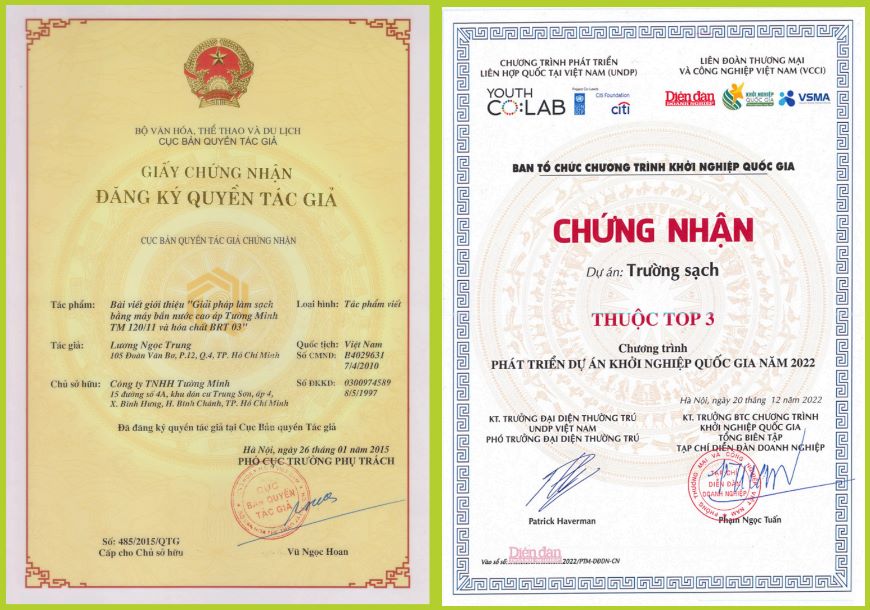 BỘ VĂN HÓA, THỂ THAO VÀ DU LỊCH
CỤC BẢN QUYỀN TÁC GIẢ
GIẤY CHỨNG NHẬN
ĐĂNG KÝ QUYỀN TÁC GIẢ
CỤC BẢN QUYỀN TÁC GIẢ CHỨNG NHẬN
Tác phẩm: Bài viết giới thiệu "Giải pháp làm sạch Loại hình: Tác phẩm viết
bằng máy bắn nước cao áp Tường Minh
TM 120/11 và hóa chất BRT 03"
Tác giả: Lương Ngọc Trung Quốc tịch: Việt Nam
105 Đoàn Văn Bơ, P.12, Q.4, TP. Hồ Chí Minh Số CMND: B4029631
7/4/2010
Chủ sở hữu: Công ty TNHH Tường Minh Số ĐKKD: 0300974589
15 đường số 4A, khu dân cư Trung Sơn, ấp 4, 8/5/1997
X. Bình Hưng, H. Bình Chánh, TP. Hồ Chí Minh
Đã đăng ký quyền tác giả tại Cục Bản quyền Tác giả
Hà Nội, ngày 26 tháng 01 năm 2015
PHÓ CỤC TRƯỞNG PHỤ TRÁCH
CỤC
BẢN QUYỀN
TÁC GIẢ
Số: 485/2015/QTG
Cấp cho Chủ sở hữu
Vũ Ngọc Hoan
CHƯƠNG TRÌNH PHÁT TRIỂN
LIÊN HỢP QUỐC TẠI VIỆT NAM (UNDP)
LIÊN ĐOÀN THƯƠNG MẠI
VÀ CÔNG NGHIỆP VIỆT NAM (VCCI)
YOUTH
CO:LAB
Citi Foundation
citi
Diễn đàn
DOANH NGHIỆP
KHỞI NGHIỆP
QUỐC GIA
VSMA
BAN TỔ CHỨC CHƯƠNG TRÌNH KHỞI NGHIỆP QUỐC GIA
CHỨNG NHẬN
Dự án: Trường sạch
THUỘC TOP 3
Chương trình
PHÁT TRIỂN DỰ ÁN KHỞI NGHIỆP QUỐC GIA NĂM 2022
Hà Nội, ngày 20 tháng 12 năm 2022
KT. TRƯỞNG ĐẠI DIỆN THƯỜNG TRÚ
UNDP VIỆT NAM
PHÓ TRƯỞNG ĐẠI DIỆN THƯỜNG TRÚ
KT. TRƯỞNG BTC CHƯƠNG TRÌNH
KHỞI NGHIỆP QUỐC GIA
TỔNG BIÊN TẬP
TẠP CHÍ DIỄN ĐÀN DOANH NGHIỆP
TẠP CHÍ
DIỄN ĐÀN
DOANH NGHIỆP
Patrick Haverman
Phạm Ngọc Tuấn
Diễn đàn
Vào sổ số: 2022/PTM-DĐDN-CN